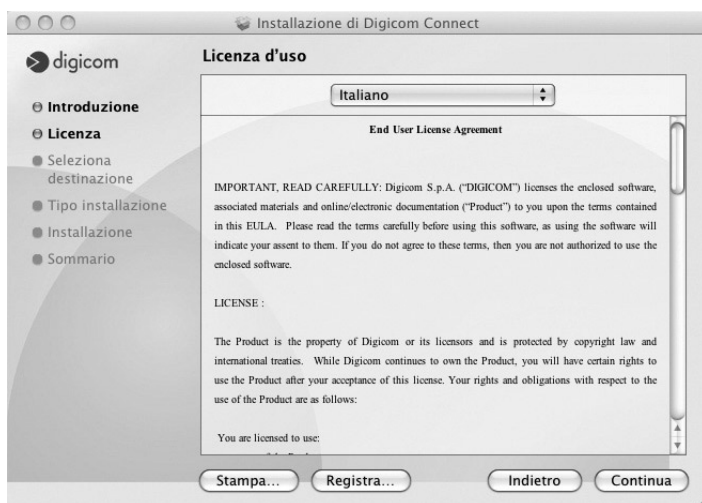 Installazione di Digicom Connect
digicom
Introduzione
Licenza
Seleziona
destinazione
Tipo installazione
Installazione
Sommario
Licenza d'uso
Italiano
End User License Agreement
IMPORTANT, READ CAREFULLY: Digicom S.p.A. ("DIGICOM") licenses the enclosed software,
associated materials and online/electronic documentation ("Product") to you upon the terms contained
in this EULA. Please read the terms carefully before using this software, as using the software will
indicate your assent to them. If you do not agree to these terms, then you are not authorized to use the
enclosed software.
LICENSE :
The Product is the property of Digicom or its licensors and is protected by copyright law and
international treaties. While Digicom continues to own the Product, you will have certain rights to
use the Product after your acceptance of this license. Your rights and obligations with respect to the
use of the Product are as follows:
You are licensed to use:
Stampa...
Registra...
Indietro
Continua